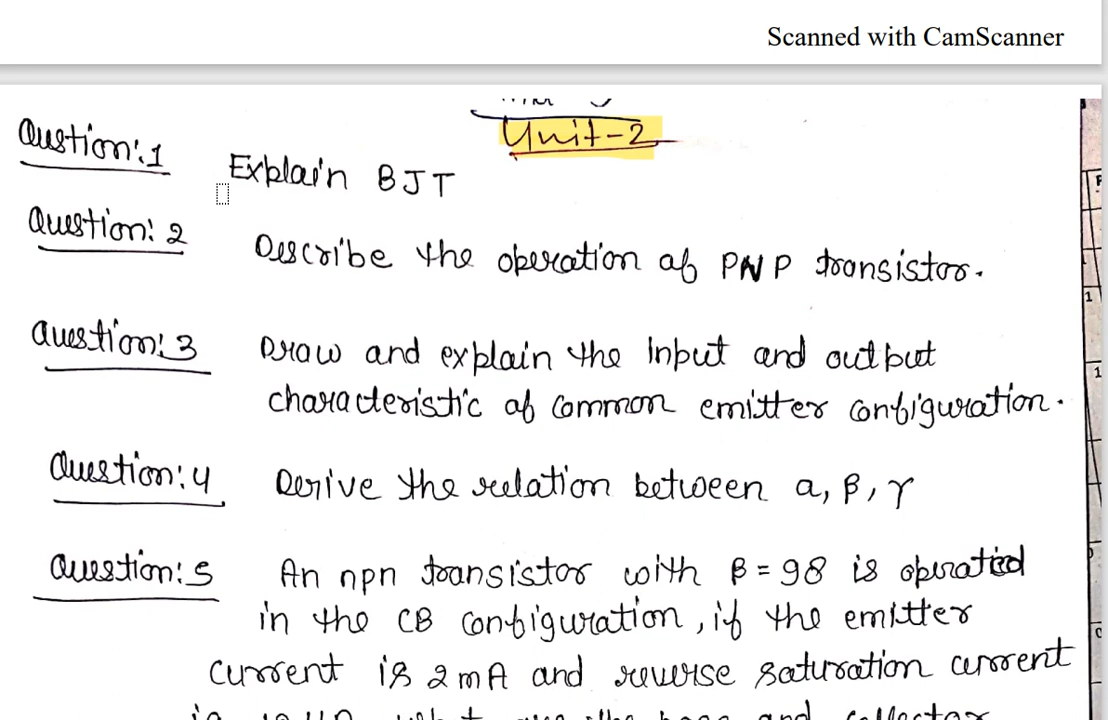 Scanned with CamScanner
Unit-2
Qustion:1 Explain BJT
Question: 2 Describe the operation of PNP transistor.
Question: 3 Draw and explain the Input and output
characteristic of common emitter configuration.
Question: 4 Derive the relation between α, β, γ
Question: 5 An npn transistor with β = 98 is operated
in the CB configuration, if the emitter
current is 2mA and reverse saturation current
is
and collector